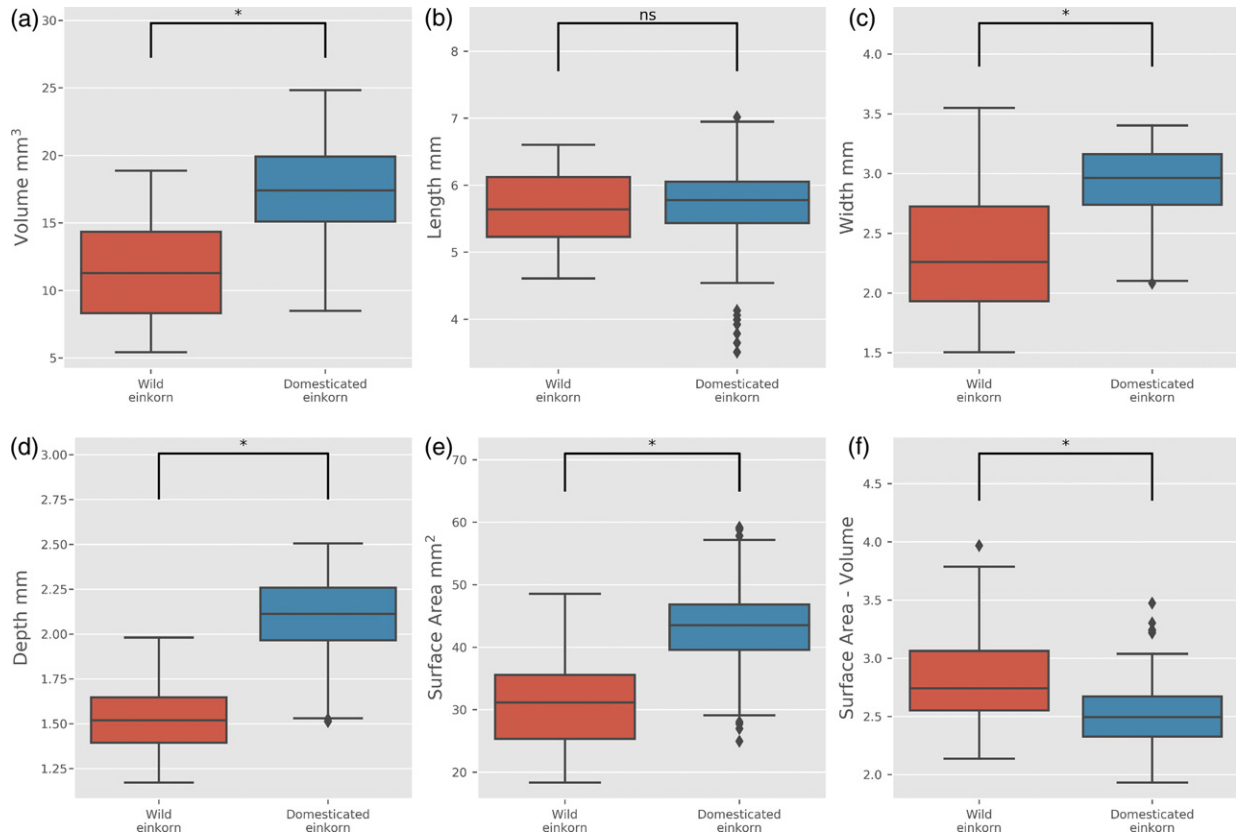 (a)
*
30
25
20
15
10
5
Volume mm³
Wild
einkorn
Domesticated
einkorn
(b)
ns
8
7
6
5
4
Length mm
Wild
einkorn
Domesticated
einkorn
(c)
*
4.0
3.5
3.0
2.5
2.0
1.5
Width mm
Wild
einkorn
Domesticated
einkorn
(d)
*
3.00
2.75
2.50
2.25
2.00
1.75
1.50
1.25
Depth mm
Wild
einkorn
Domesticated
einkorn
(e)
*
70
60
50
40
30
20
Surface Area mm²
Wild
einkorn
Domesticated
einkorn
(f)
*
4.5
4.0
3.5
3.0
2.5
2.0
Surface Area - Volume
Wild
einkorn
Domesticated
einkorn